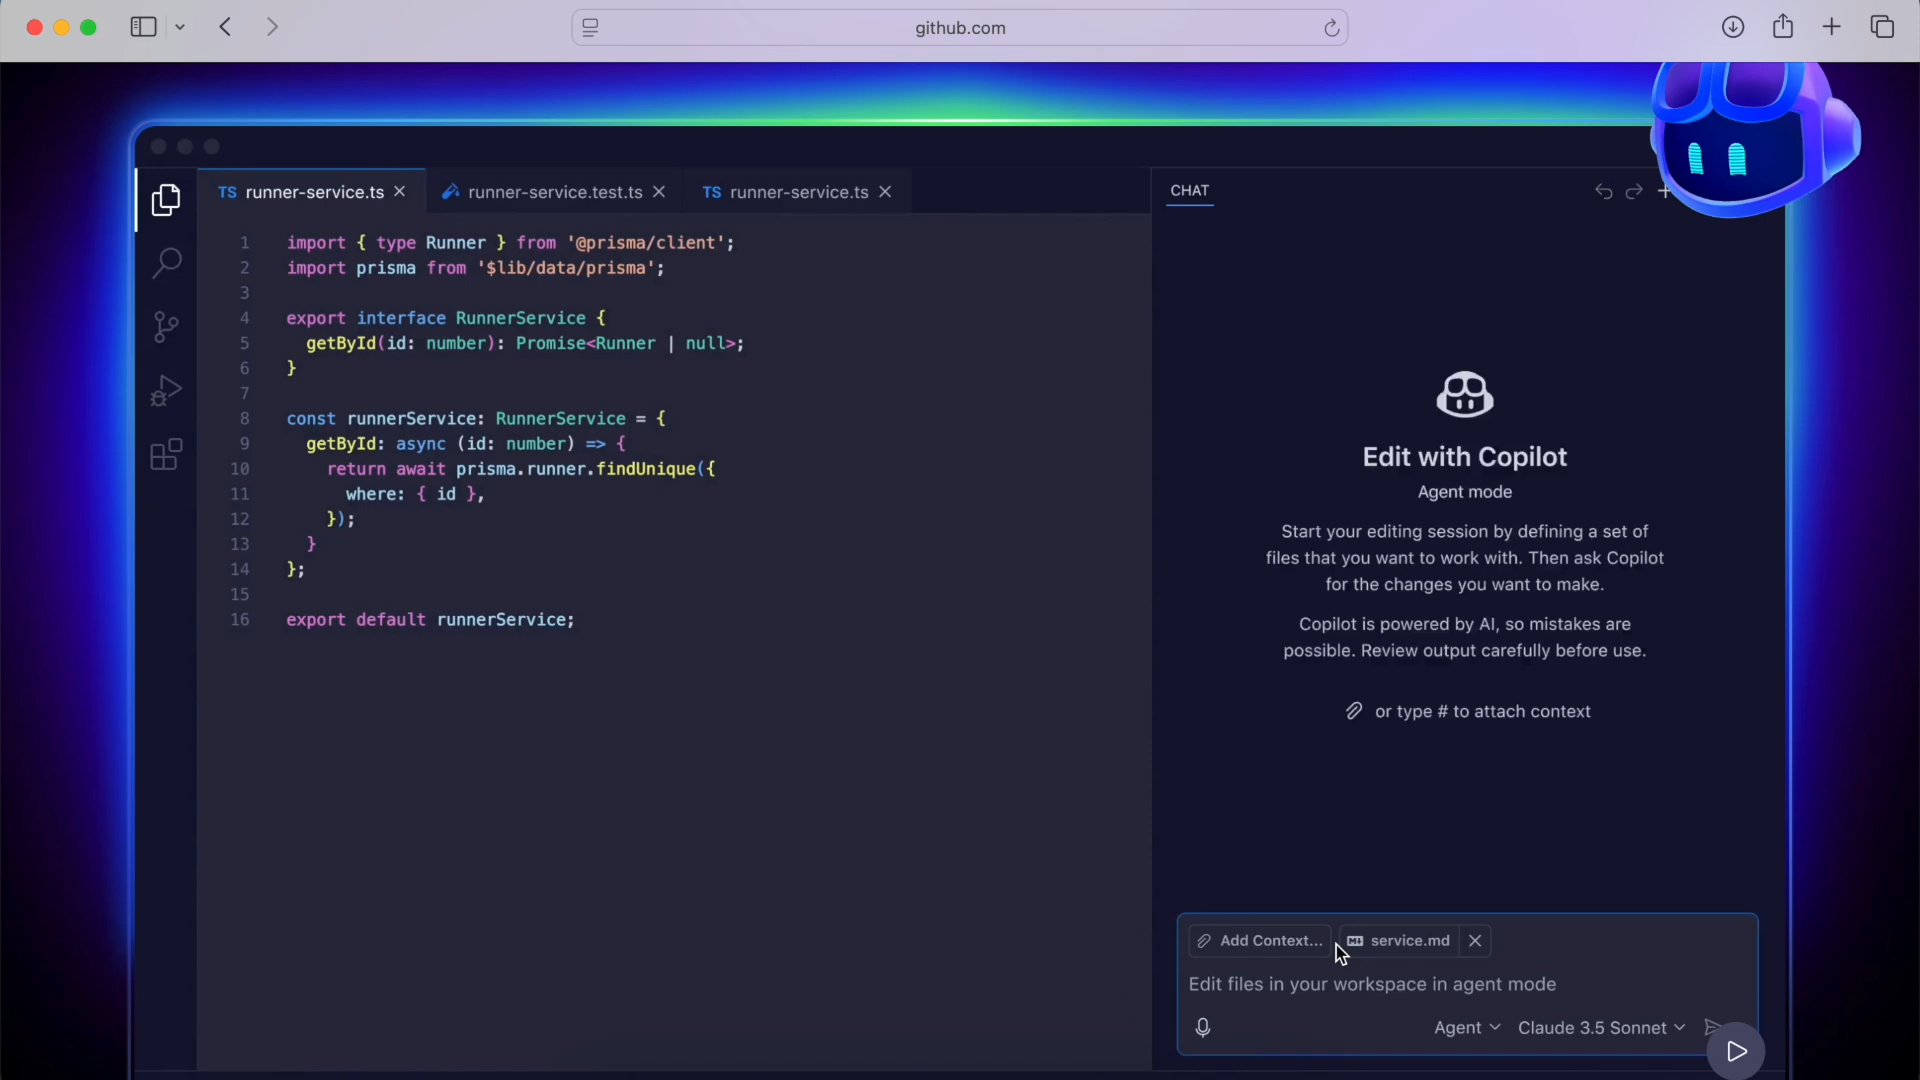 github.com
TS runner-service.ts
runner-service.test.ts
TS runner-service.ts
CHAT
1 import { type Runner } from '@prisma/client';
2 import prisma from '$lib/data/prisma';
3
4 export interface RunnerService {
5 getById(id: number): Promise<Runner | null>;
6 }
7
8 const runnerService: RunnerService = {
9 getById: async (id: number) => {
10 return await prisma.runner.findUnique({
11 where: { id },
12 });
13 }
14 };
15
16 export default runnerService;
Edit with Copilot
Agent mode
Start your editing session by defining a set of
files that you want to work with. Then ask Copilot
for the changes you want to make.
Copilot is powered by AI, so mistakes are
possible. Review output carefully before use.
or type # to attach context
Add Context...
service.md
Edit files in your workspace in agent mode
Agent
Claude 3.5 Sonnet